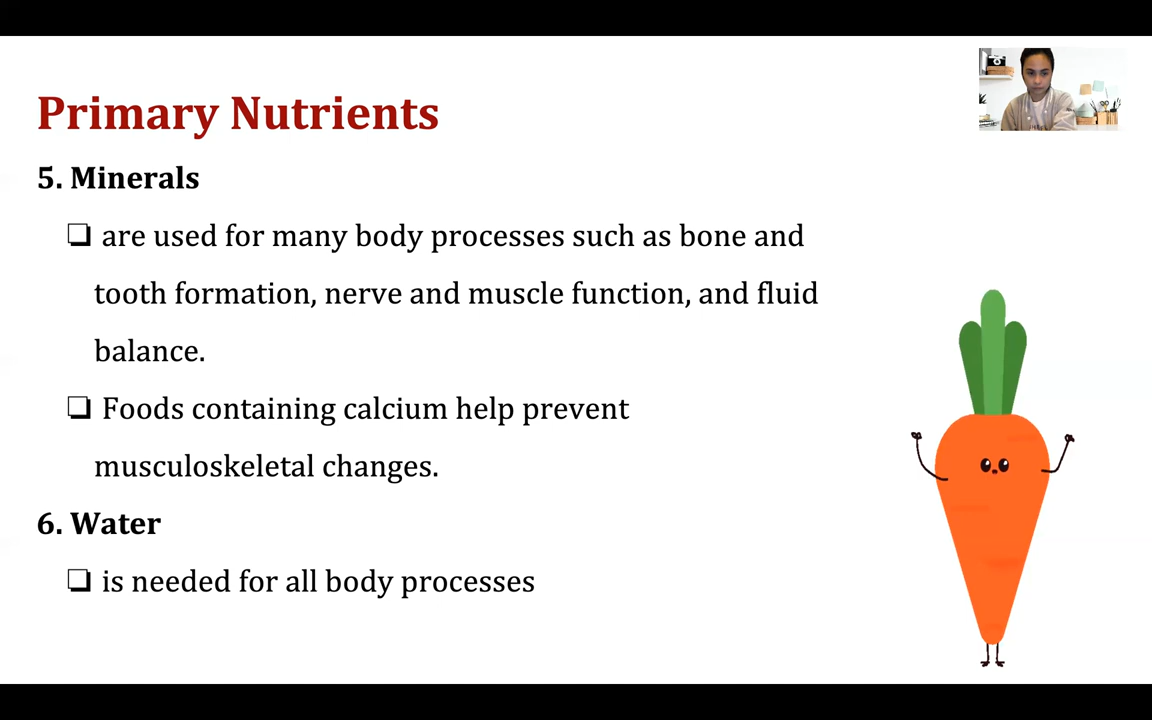 Primary Nutrients
5. Minerals
❑ are used for many body processes such as bone and
tooth formation, nerve and muscle function, and fluid
balance.
❑ Foods containing calcium help prevent
musculoskeletal changes.
6. Water
❑ is needed for all body processes